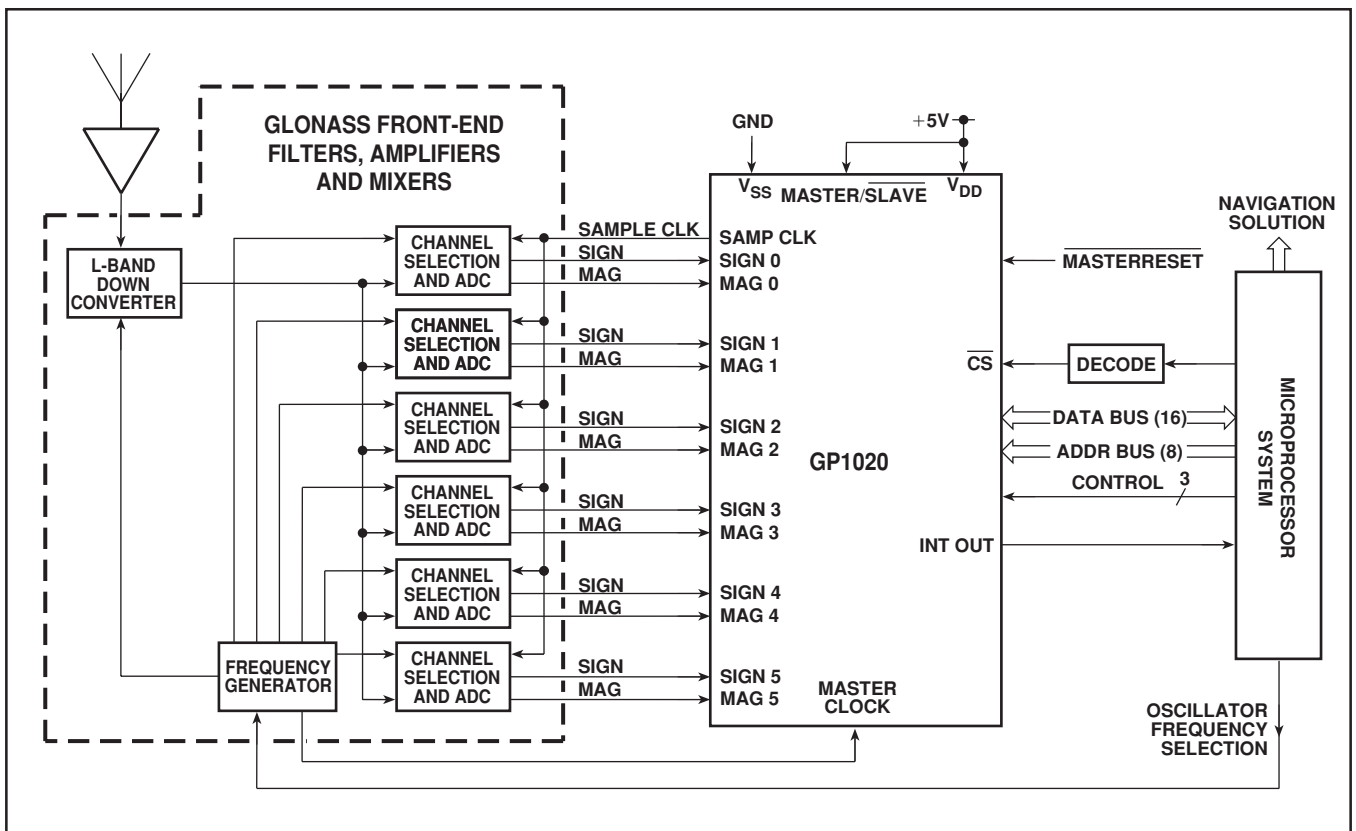 GLONASS FRONT-END
FILTERS, AMPLIFIERS
AND MIXERS
L-BAND
DOWN
CONVERTER
CHANNEL
SELECTION
AND ADC
CHANNEL
SELECTION
AND ADC
CHANNEL
SELECTION
AND ADC
CHANNEL
SELECTION
AND ADC
CHANNEL
SELECTION
AND ADC
CHANNEL
SELECTION
AND ADC
FREQUENCY
GENERATOR
SAMPLE CLK
SIGN
MAG
SIGN
MAG
SIGN
MAG
SIGN
MAG
SIGN
MAG
SIGN
MAG
GND
+5V
VSS
MASTER/SLAVE
VDD
SAMP CLK
SIGN 0
MAG 0
SIGN 1
MAG 1
SIGN 2
MAG 2
SIGN 3
MAG 3
SIGN 4
MAG 4
SIGN 5
MAG 5
GP1020
CS
INT OUT
MASTER
CLOCK
MASTERRESET
DECODE
DATA BUS (16)
ADDR BUS (8)
CONTROL 3
NAVIGATION
SOLUTION
MICROPROCESSOR
SYSTEM
OSCILLATOR
FREQUENCY
SELECTION